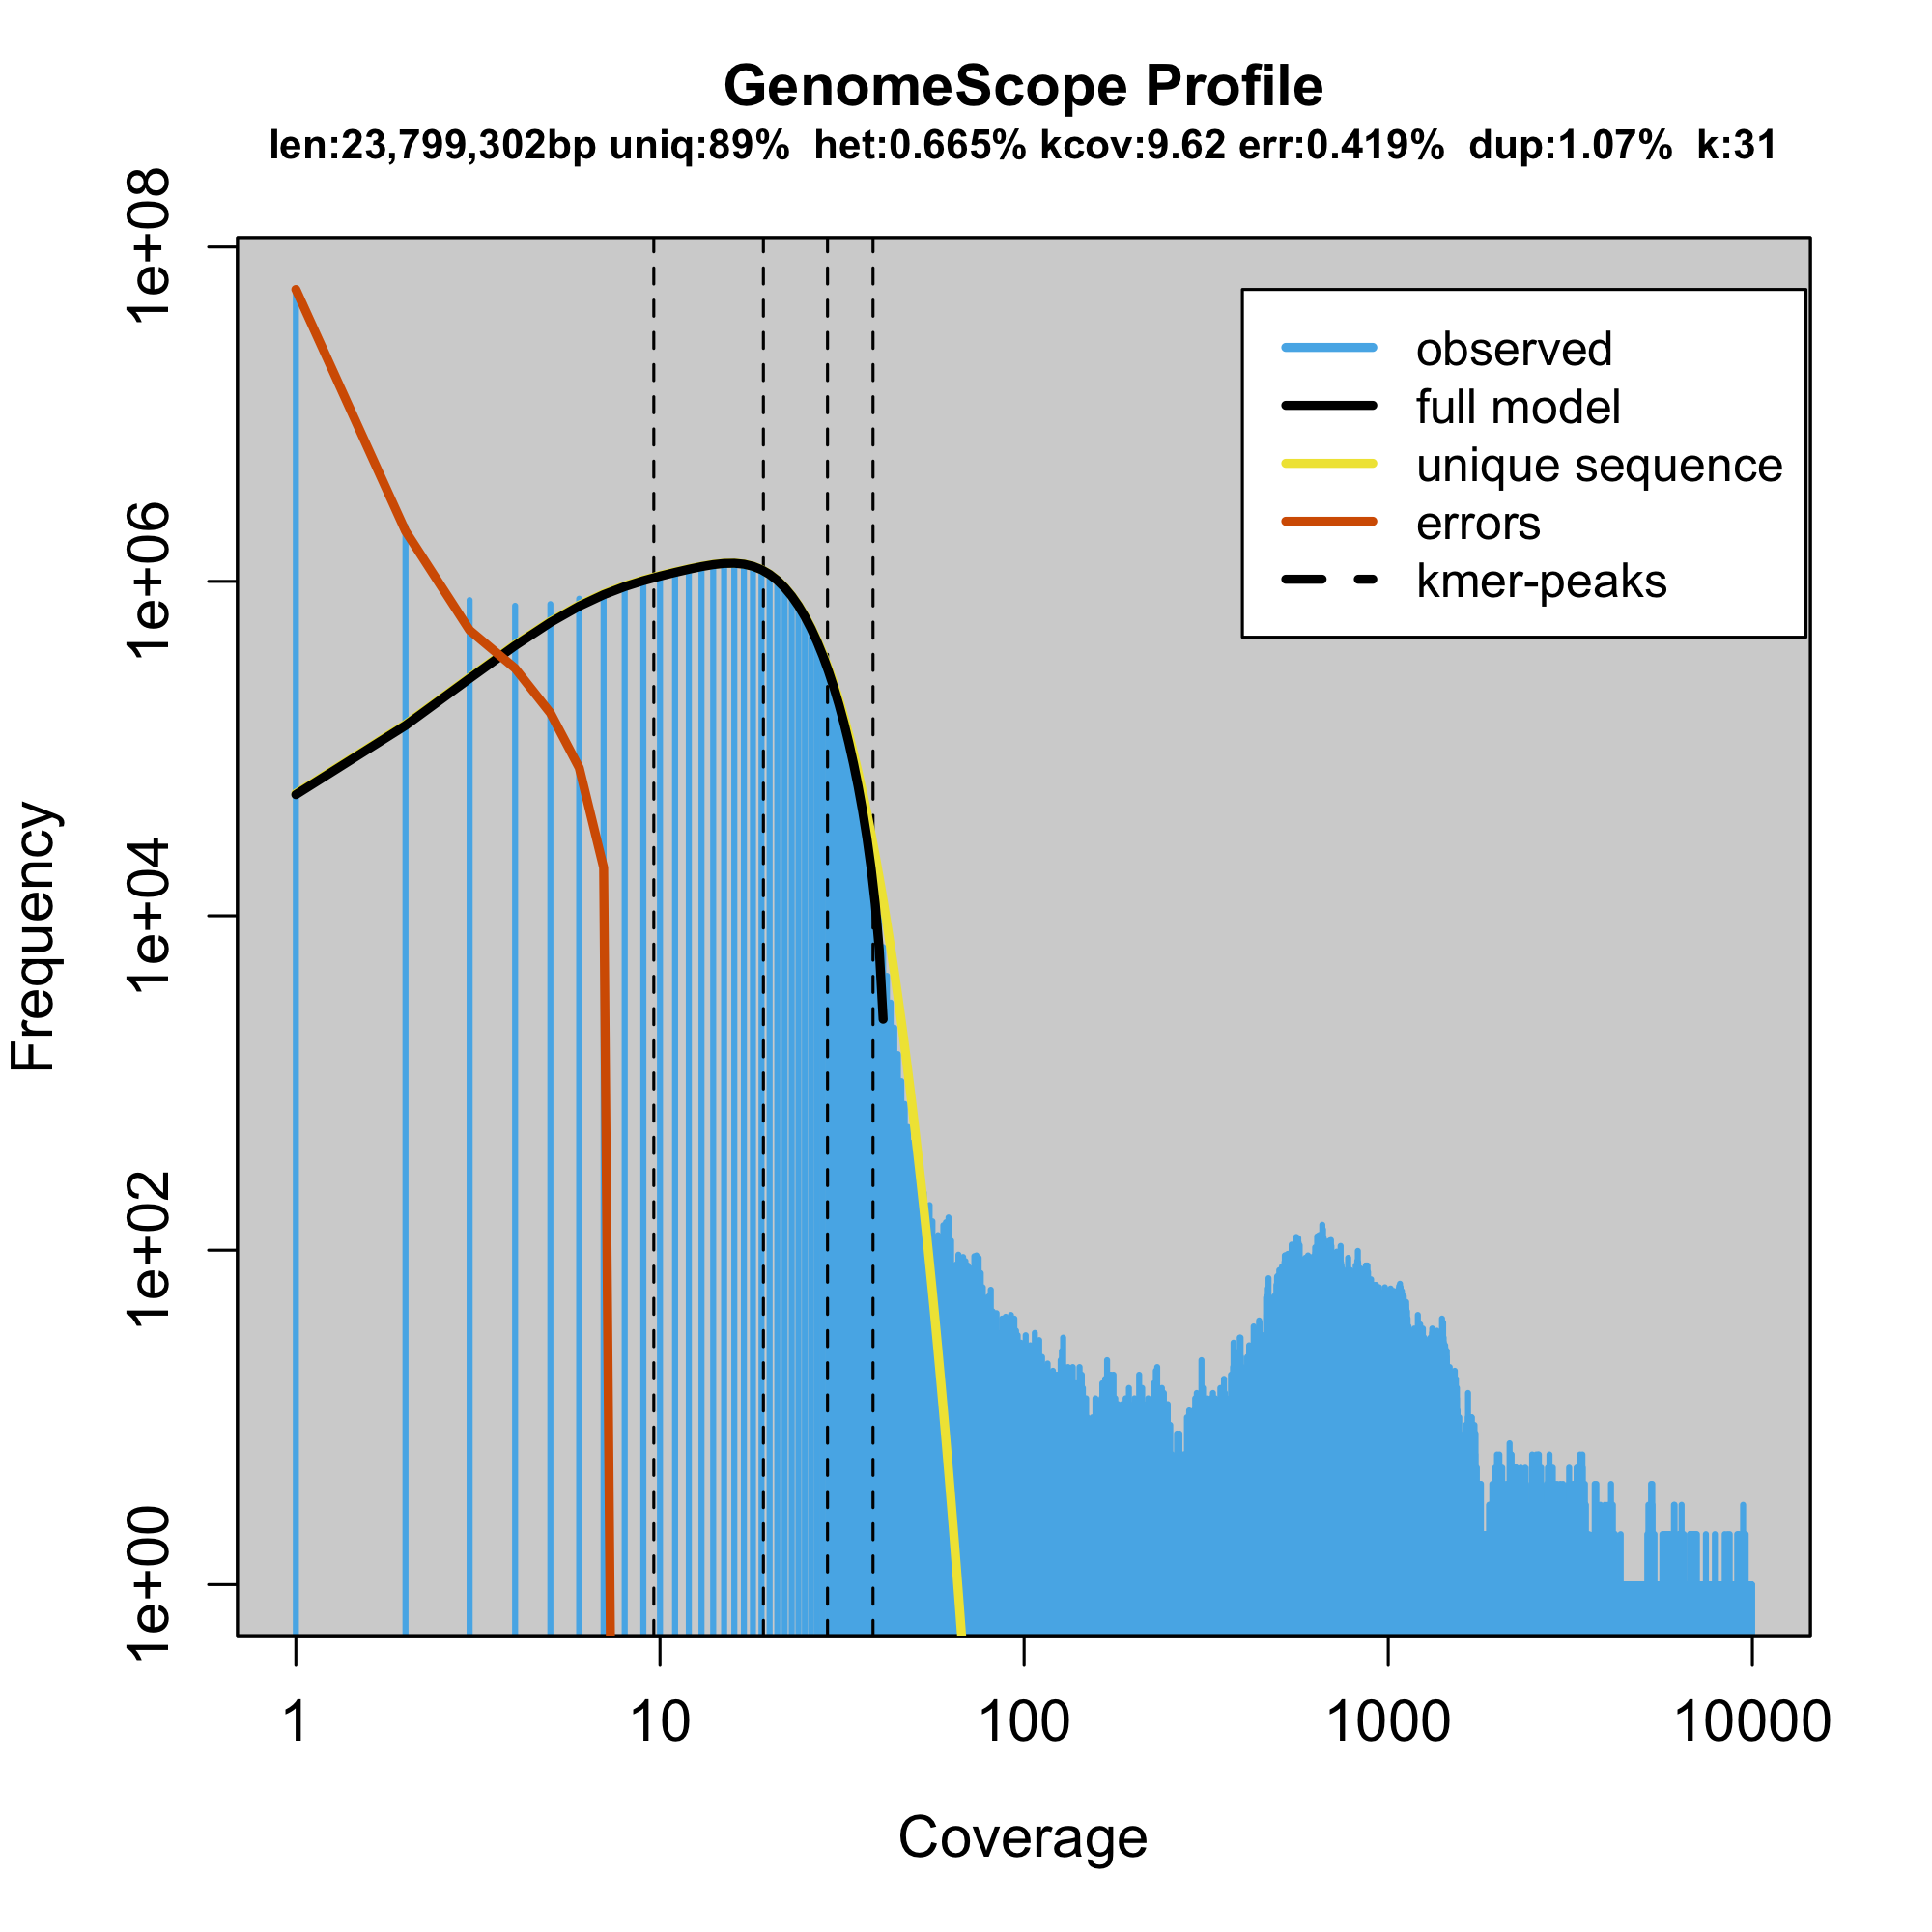 GenomeScope Profile
len:23,799,302bp uniq:89% het:0.665% kcov:9.62 err:0.419% dup:1.07% k:31
1e+08
1e+06
1e+04
1e+02
1e+00
Frequency
observed
full model
unique sequence
errors
kmer-peaks
1 10 100 1000 10000
Coverage